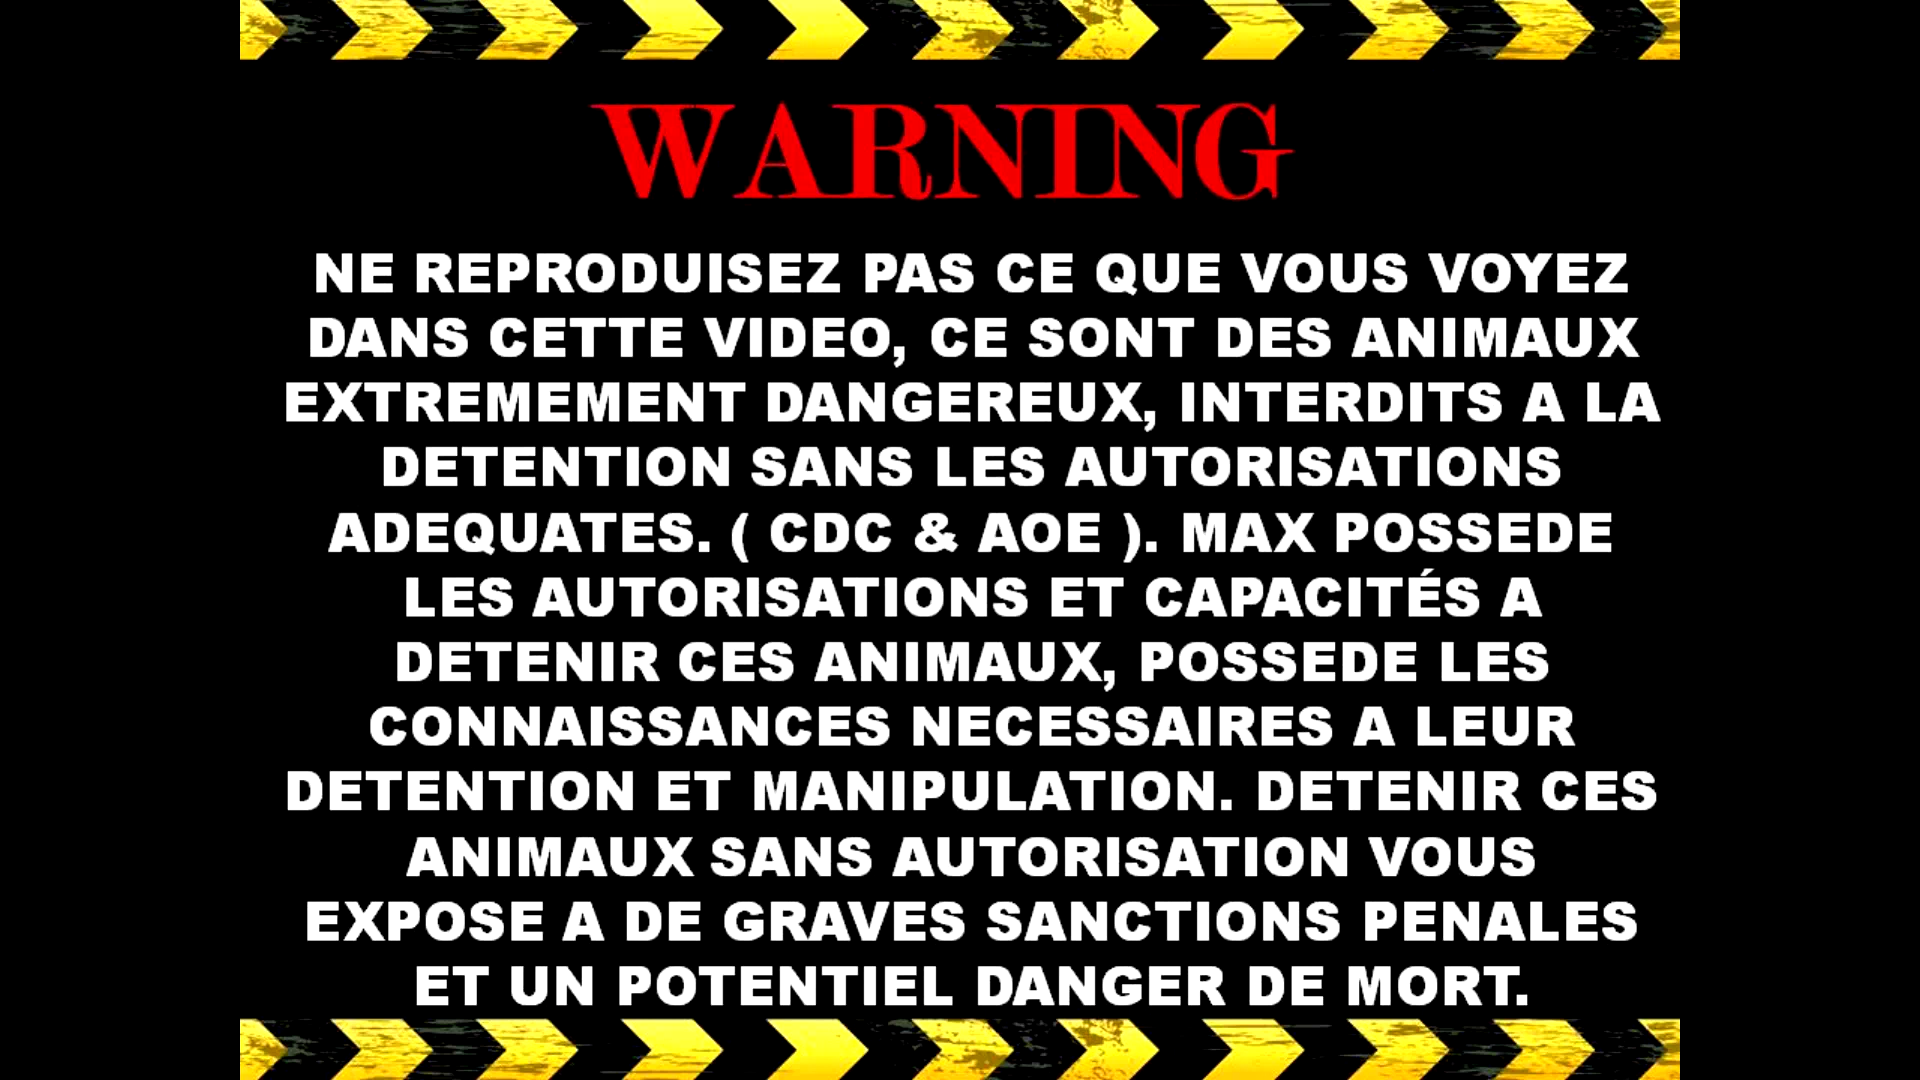 WARNING
NE REPRODUISEZ PAS CE QUE VOUS VOYEZ
DANS CETTE VIDEO, CE SONT DES ANIMAUX
EXTREMEMENT DANGEREUX, INTERDITS A LA
DETENTION SANS LES AUTORISATIONS
ADEQUATES. ( CDC & AOE ). MAX POSSEDE
LES AUTORISATIONS ET CAPACITÉS A
DETENIR CES ANIMAUX, POSSEDE LES
CONNAISSANCES NECESSAIRES A LEUR
DETENTION ET MANIPULATION. DETENIR CES
ANIMAUX SANS AUTORISATION VOUS
EXPOSE A DE GRAVES SANCTIONS PENALES
ET UN POTENTIEL DANGER DE MORT.